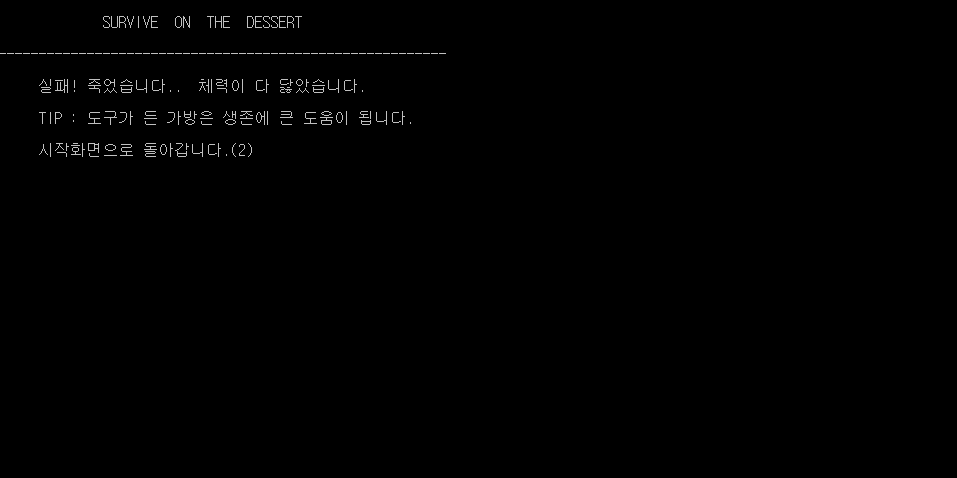 SURVIVE ON THE DESSERT
실패! 죽었습니다.. 체력이 다 닳았습니다.
TIP : 도구가 든 가방은 생존에 큰 도움이 됩니다.
시작화면으로 돌아갑니다.(2)